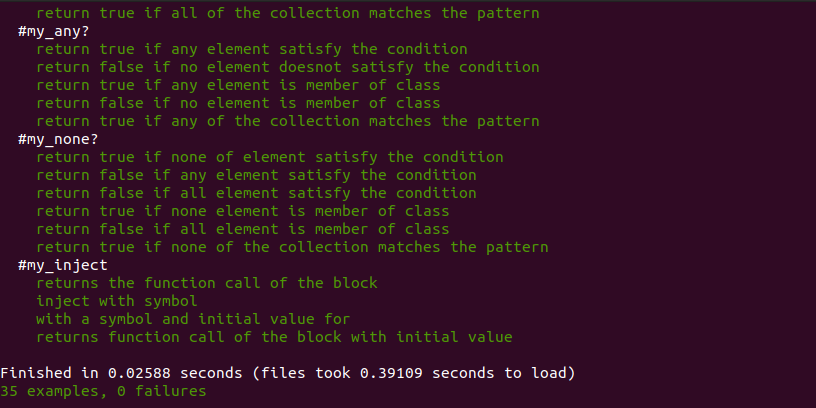 return true if all of the collection matches the pattern
#my_any?
return true if any element satisfy the condition
return false if no element doesnot satisfy the condition
return true if any element is member of class
return false if no element is member of class
return true if any of the collection matches the pattern
#my_none?
return true if none of element satisfy the condition
return false if any element satisfy the condition
return false if all element satisfy the condition
return true if none element is member of class
return false if all element is member of class
return true if none of the collection matches the pattern
#my_inject
returns the function call of the block
inject with symbol
with a symbol and initial value for
returns function call of the block with initial value
Finished in 0.02588 seconds (files took 0.39109 seconds to load)
35 examples, 0 failures